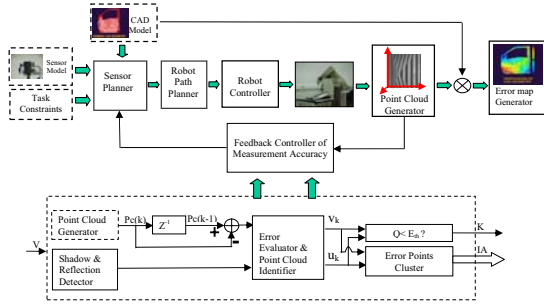 CAD
Model
Sensor
Model
Task
Constraints
Sensor
Planner
Robot
Path
Planner
Robot
Controller
Point Cloud
Generator
Error map
Generator
Feedback Controller of
Measurement Accuracy
Point Cloud
Generator
Pc(k)
Z⁻¹
Pc(k-1)
+
-
V
Shadow &
Reflection
Detector
Error
Evaluator &
Point Cloud
Identifier
vₖ
uₖ
Q< Eₜₕ ?
K
Error Points
Cluster
IA